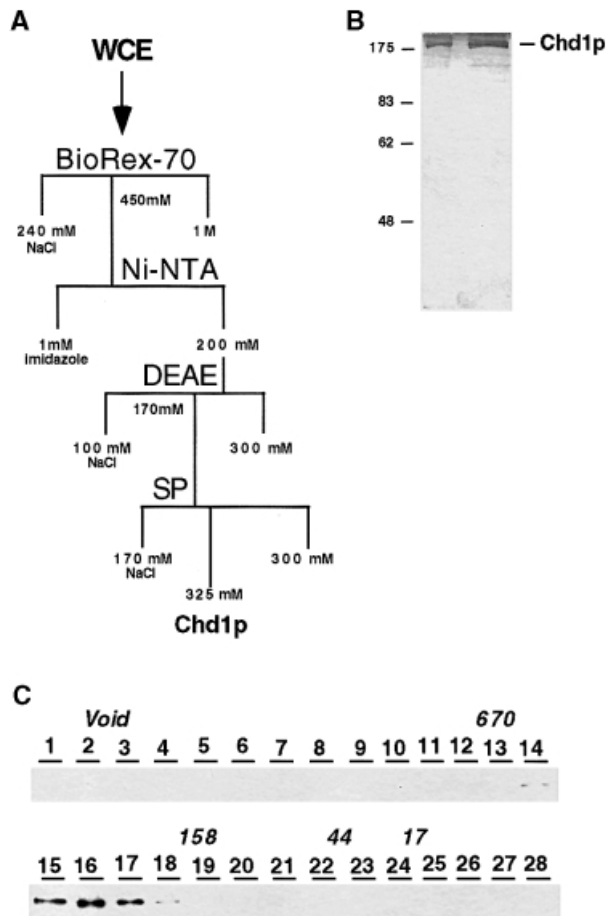 A
WCE
BioRex-70
450mM
240 mM
NaCl
1M
Ni-NTA
1mM
imidazole
200 mM
DEAE
170mM
100 mM
NaCl
300 mM
SP
170 mM
NaCl
300 mM
325 mM
Chd1p
B
175
Chd1p
83
62
48
C
Void 670
1 2 3 4 5 6 7 8 9 10 11 12 13 14
158 44 17
15 16 17 18 19 20 21 22 23 24 25 26 27 28